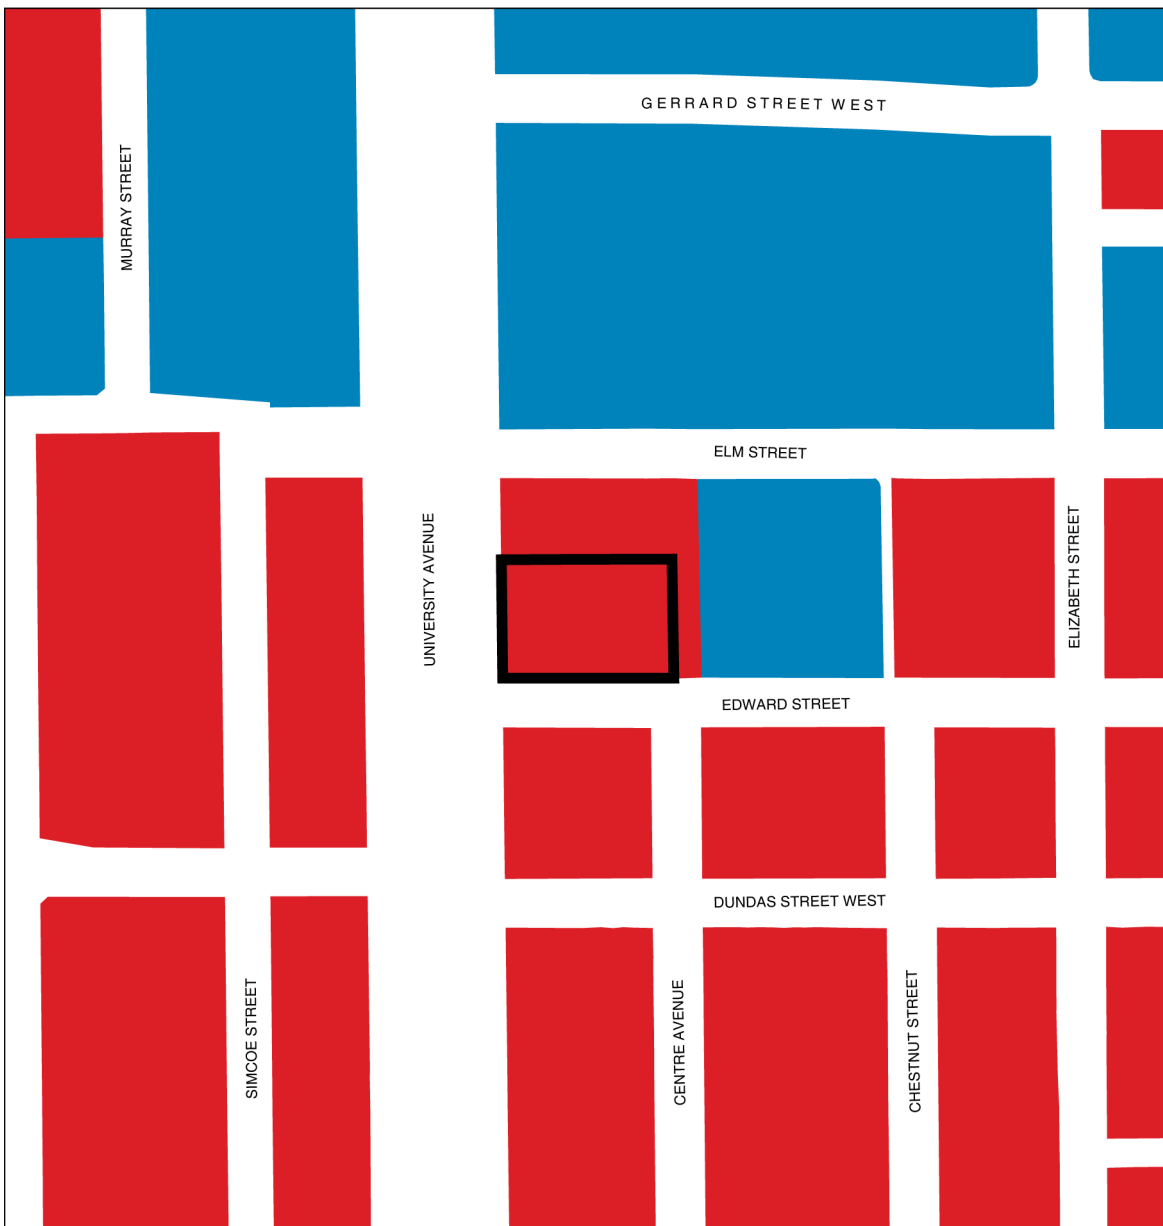 GERRARD STREET WEST
MURRAY STREET
ELM STREET
UNIVERSITY AVENUE
ELIZABETH STREET
EDWARD STREET
DUNDAS STREET WEST
SIMCOE STREET
CENTRE AVENUE
CHESTNUT STREET